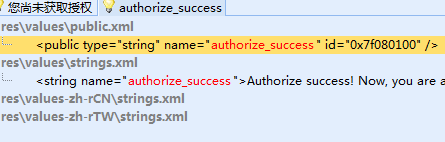 您尚未获取授权 authorize_success
res\values\public.xml
<public type="string" name="authorize_success" id="0x7f080100" />
res\values\strings.xml
<string name="authorize_success">Authorize success! Now, you are a
res\values-zh-rCN\strings.xml
res\values-zh-rTW\strings.xml